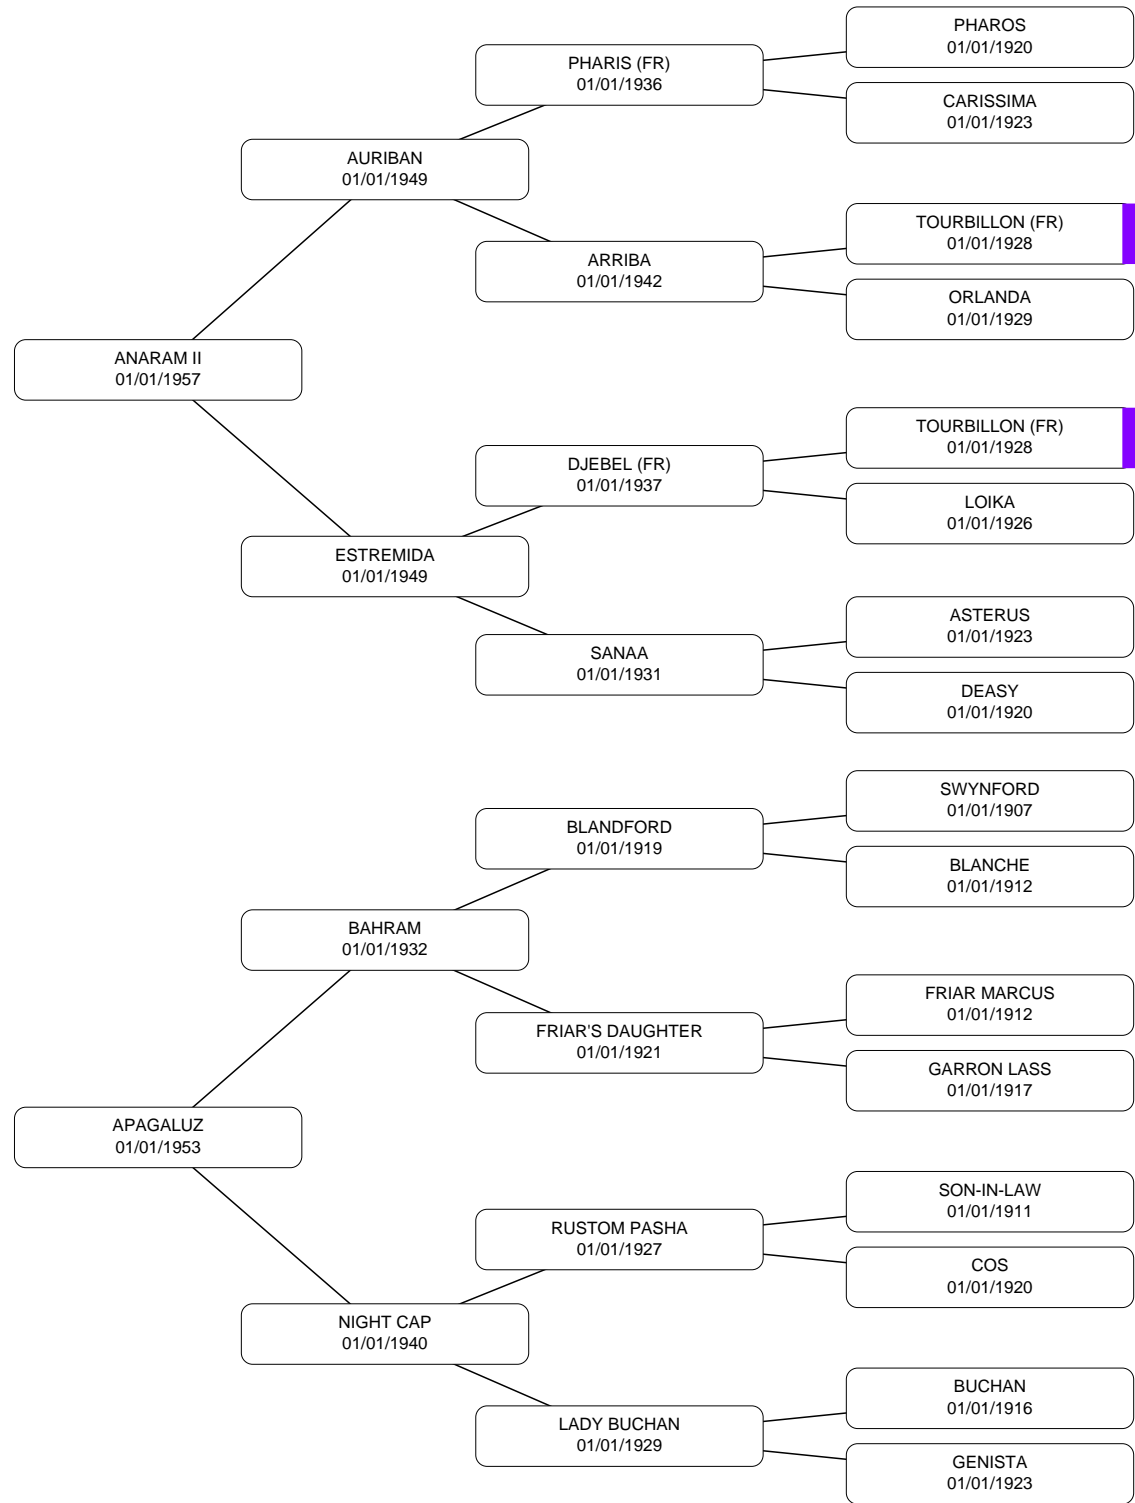 PHAROS
01/01/1920
PHARIS (FR)
01/01/1936
CARISSIMA
01/01/1923
AURIBAN
01/01/1949
TOURBILLON (FR)
01/01/1928
ARRIBA
01/01/1942
ORLANDA
01/01/1929
ANARAM II
01/01/1957
TOURBILLON (FR)
01/01/1928
DJEBEL (FR)
01/01/1937
LOIKA
01/01/1926
ESTREMIDA
01/01/1949
ASTERUS
01/01/1923
SANAA
01/01/1931
DEASY
01/01/1920
SWYNFORD
01/01/1907
BLANDFORD
01/01/1919
BLANCHE
01/01/1912
BAHRAM
01/01/1932
FRIAR MARCUS
01/01/1912
FRIAR'S DAUGHTER
01/01/1921
GARRON LASS
01/01/1917
APAGALUZ
01/01/1953
SON-IN-LAW
01/01/1911
RUSTOM PASHA
01/01/1927
COS
01/01/1920
NIGHT CAP
01/01/1940
BUCHAN
01/01/1916
LADY BUCHAN
01/01/1929
GENISTA
01/01/1923